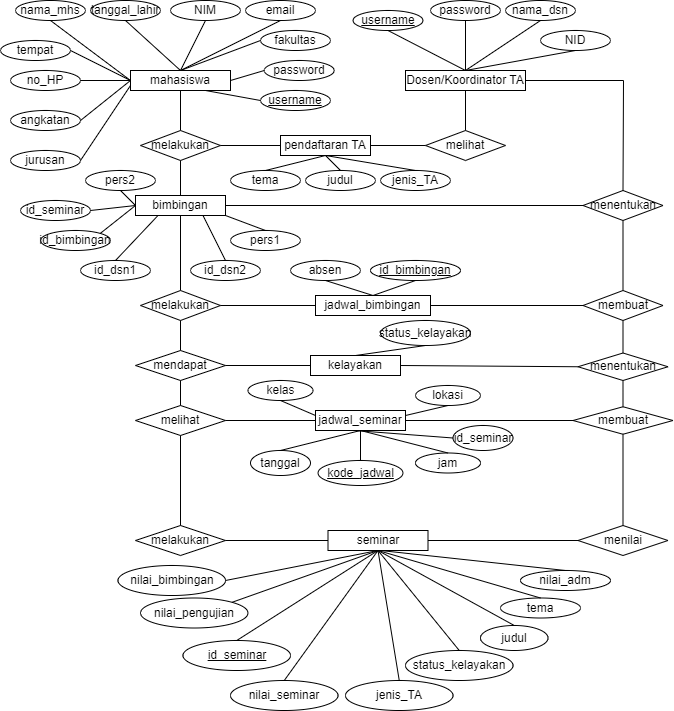 nama_mhs
tanggal_lahir
NIM
email
username
password
nama_dsn
tempat
fakultas
NID
no_HP
mahasiswa
password
Dosen/Koordinator TA
username
angkatan
jurusan
melakukan
pendaftaran TA
melihat
pers2
tema
judul
jenis_TA
id_seminar
bimbingan
menentukan
id_bimbingan
pers1
id_dsn1
id_dsn2
absen
id_bimbingan
melakukan
jadwal_bimbingan
membuat
status_kelayakan
mendapat
kelayakan
menentukan
kelas
lokasi
melihat
jadwal_seminar
membuat
id_seminar
tanggal
kode_jadwal
jam
melakukan
seminar
menilai
nilai_bimbingan
nilai_adm
nilai_pengujian
tema
judul
id_seminar
status_kelayakan
nilai_seminar
jenis_TA